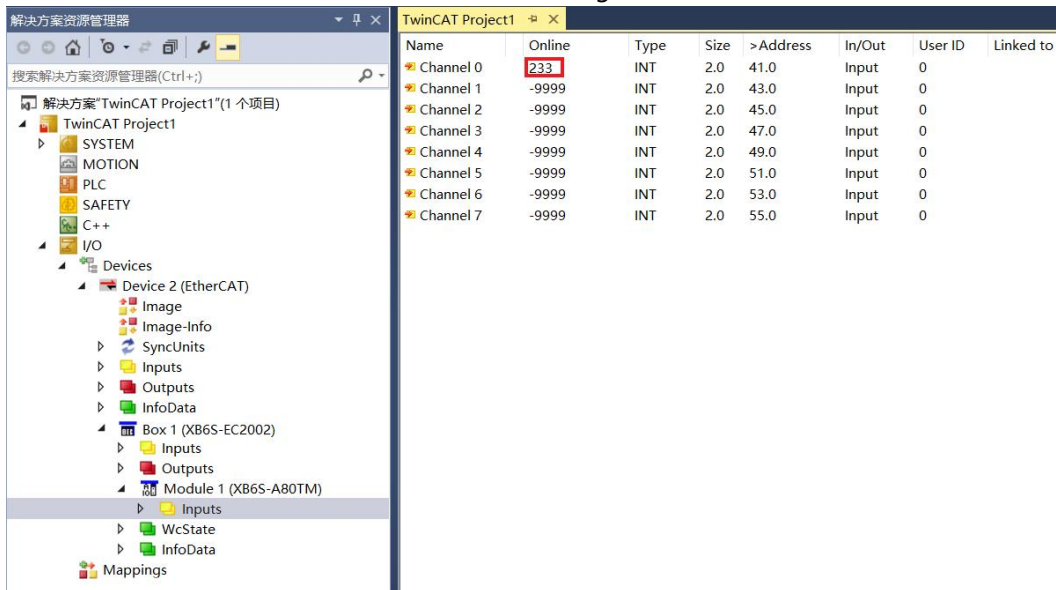 解决方案资源管理器
搜索解决方案资源管理器(Ctrl+;)
解决方案"TwinCAT Project1"(1 个项目)
TwinCAT Project1
SYSTEM
MOTION
PLC
SAFETY
C++
I/O
Devices
Device 2 (EtherCAT)
Image
Image-Info
SyncUnits
Inputs
Outputs
InfoData
Box 1 (XB6S-EC2002)
Inputs
Outputs
Module 1 (XB6S-A80TM)
Inputs
WcState
InfoData
Mappings
TwinCAT Project1
Name Online Type Size >Address In/Out User ID Linked to
Channel 0 233 INT 2.0 41.0 Input 0
Channel 1 -9999 INT 2.0 43.0 Input 0
Channel 2 -9999 INT 2.0 45.0 Input 0
Channel 3 -9999 INT 2.0 47.0 Input 0
Channel 4 -9999 INT 2.0 49.0 Input 0
Channel 5 -9999 INT 2.0 51.0 Input 0
Channel 6 -9999 INT 2.0 53.0 Input 0
Channel 7 -9999 INT 2.0 55.0 Input 0